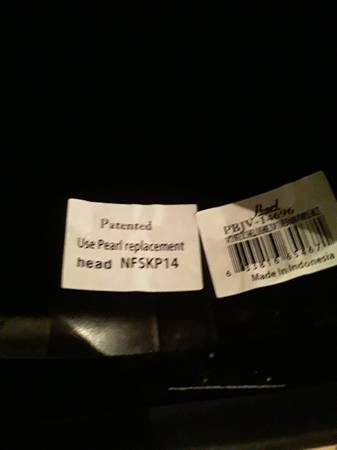 Patented
Use Pearl replacement
head NFSKP14
Pearl
PBJV-14696
Made in Indonesia